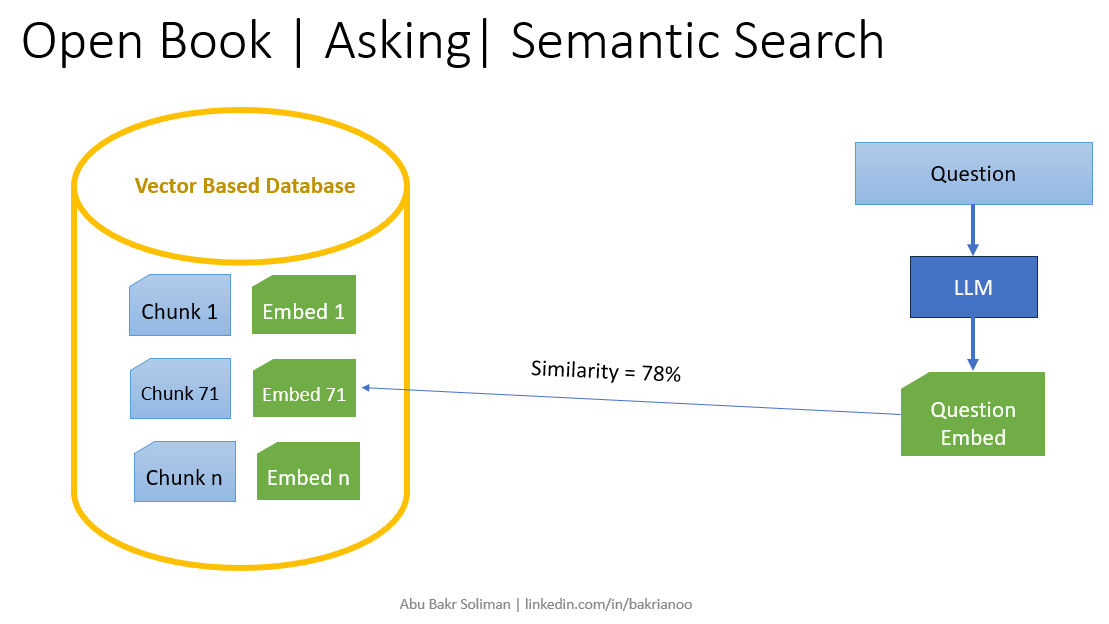 Open Book | Asking| Semantic Search
Vector Based Database
Question
LLM
Chunk 1
Embed 1
Similarity = 78%
Chunk 71
Embed 71
Question
Embed
Chunk n
Embed n
Abu Bakr Soliman | linkedin.com/in/bakrianoo